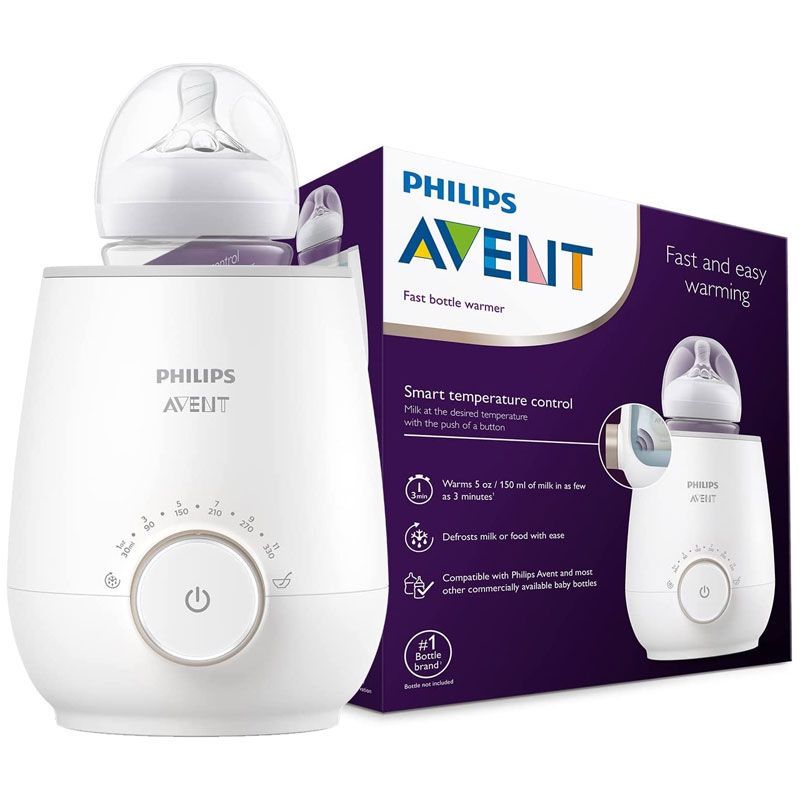 PHILIPS
AVENT
1st
30ml
3
90
5
150
7
210
9
270
11
330
PHILIPS
AVENT
Fast bottle warmer
Fast and easy
warming
Smart temperature control
Milk at the desired temperature
with the push of a button
3min
Warms 5 oz / 150 ml of milk in as few
as 3 minutes¹
Defrosts milk or food with ease
Compatible with Philips Avent and most
other commercially available baby bottles
#1
Bottle
brand²
Bottle not included
PHILIPS
AVENT